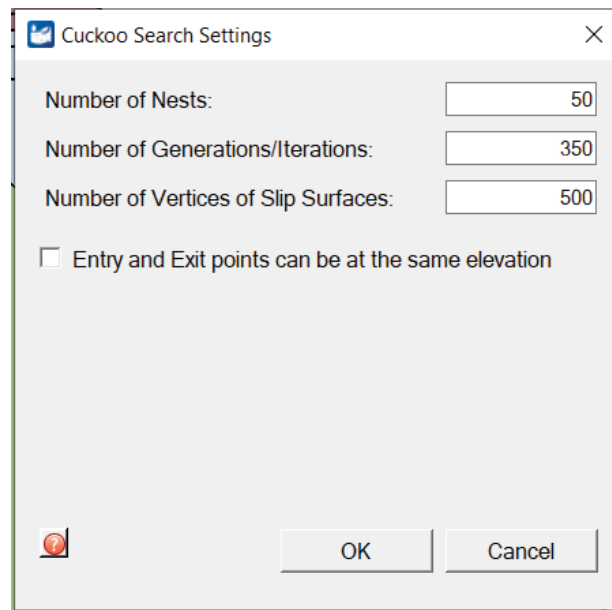 Cuckoo Search Settings
Number of Nests: 50
Number of Generations/Iterations: 350
Number of Vertices of Slip Surfaces: 500
Entry and Exit points can be at the same elevation
? OK Cancel